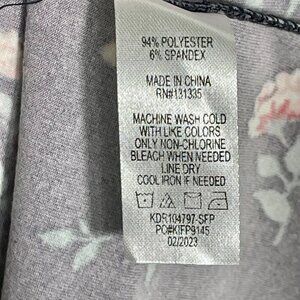 94% POLYESTER
6% SPANDEX
MADE IN CHINA
RN#131335
MACHINE WASH COLD
WITH LIKE COLORS
ONLY NON-CHLORINE
BLEACH WHEN NEEDED
LINE DRY
COOL IRON IF NEEDED
KDR104797-SFP
PO#KIFP9145
02/2023